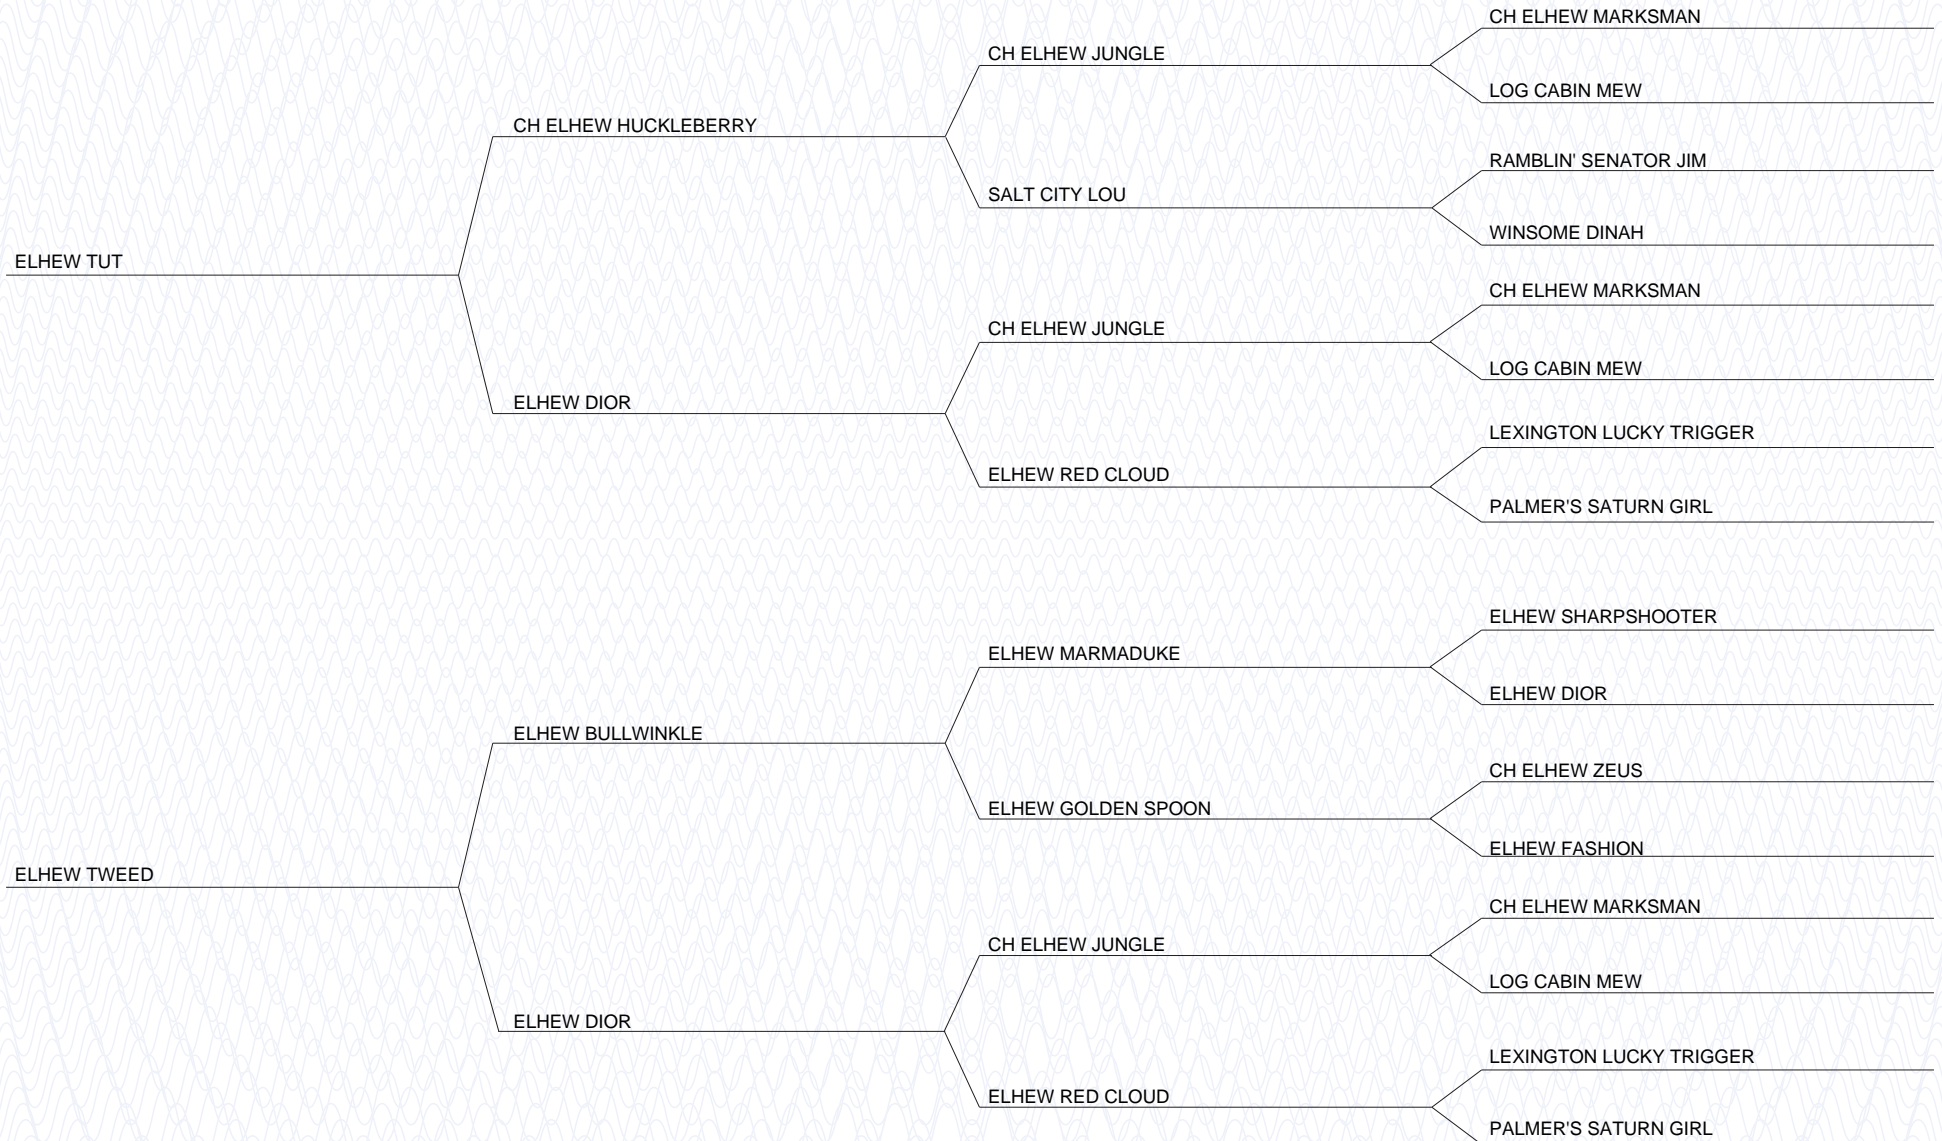 CH ELHEW MARKSMAN
CH ELHEW JUNGLE
LOG CABIN MEW
CH ELHEW HUCKLEBERRY
RAMBLIN' SENATOR JIM
SALT CITY LOU
WINSOME DINAH
ELHEW TUT
CH ELHEW MARKSMAN
CH ELHEW JUNGLE
LOG CABIN MEW
ELHEW DIOR
LEXINGTON LUCKY TRIGGER
ELHEW RED CLOUD
PALMER'S SATURN GIRL
ELHEW SHARPSHOOTER
ELHEW MARMADUKE
ELHEW DIOR
ELHEW BULLWINKLE
CH ELHEW ZEUS
ELHEW GOLDEN SPOON
ELHEW FASHION
ELHEW TWEED
CH ELHEW MARKSMAN
CH ELHEW JUNGLE
LOG CABIN MEW
ELHEW DIOR
LEXINGTON LUCKY TRIGGER
ELHEW RED CLOUD
PALMER'S SATURN GIRL